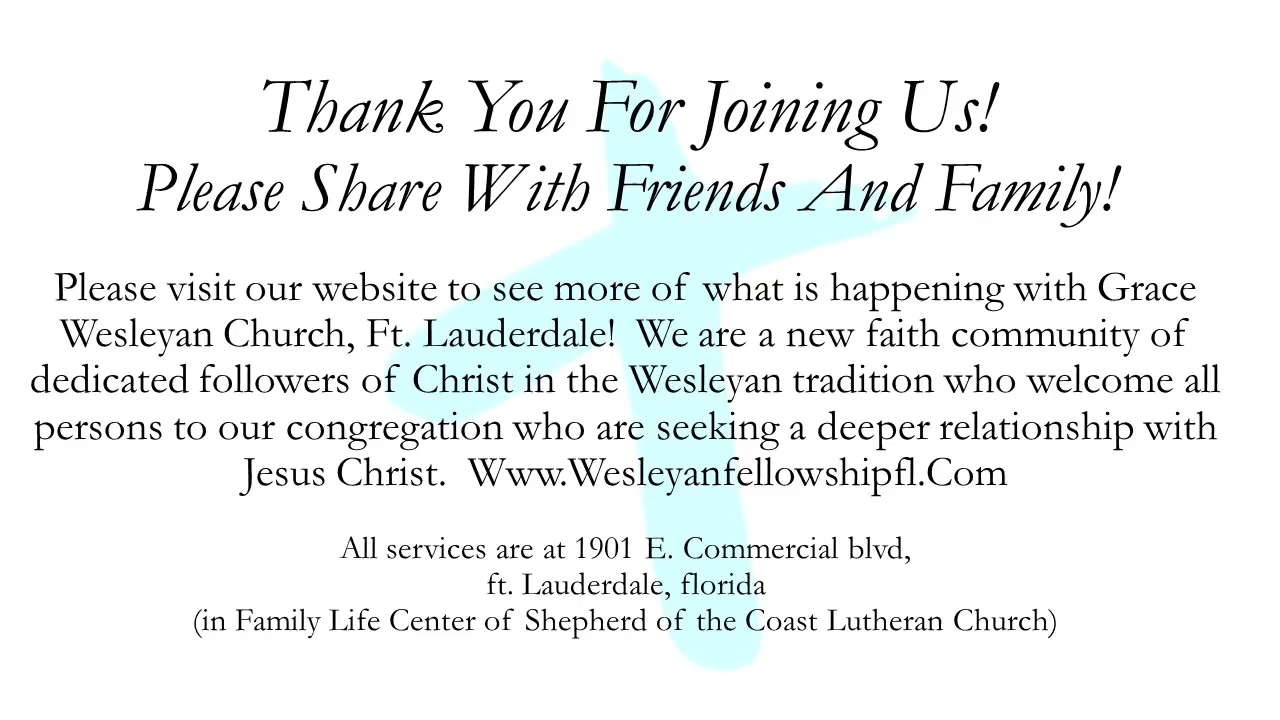 Thank You For Joining Us!
Please Share With Friends And Family!
Please visit our website to see more of what is happening with Grace
Wesleyan Church, Ft. Lauderdale!  We are a new faith community of
dedicated followers of Christ in the Wesleyan tradition who welcome all
persons to our congregation who are seeking a deeper relationship with
Jesus Christ.  Www.Wesleyanfellowshipfl.Com
All services are at 1901 E. Commercial blvd,
ft. Lauderdale, florida
(in Family Life Center of Shepherd of the Coast Lutheran Church)